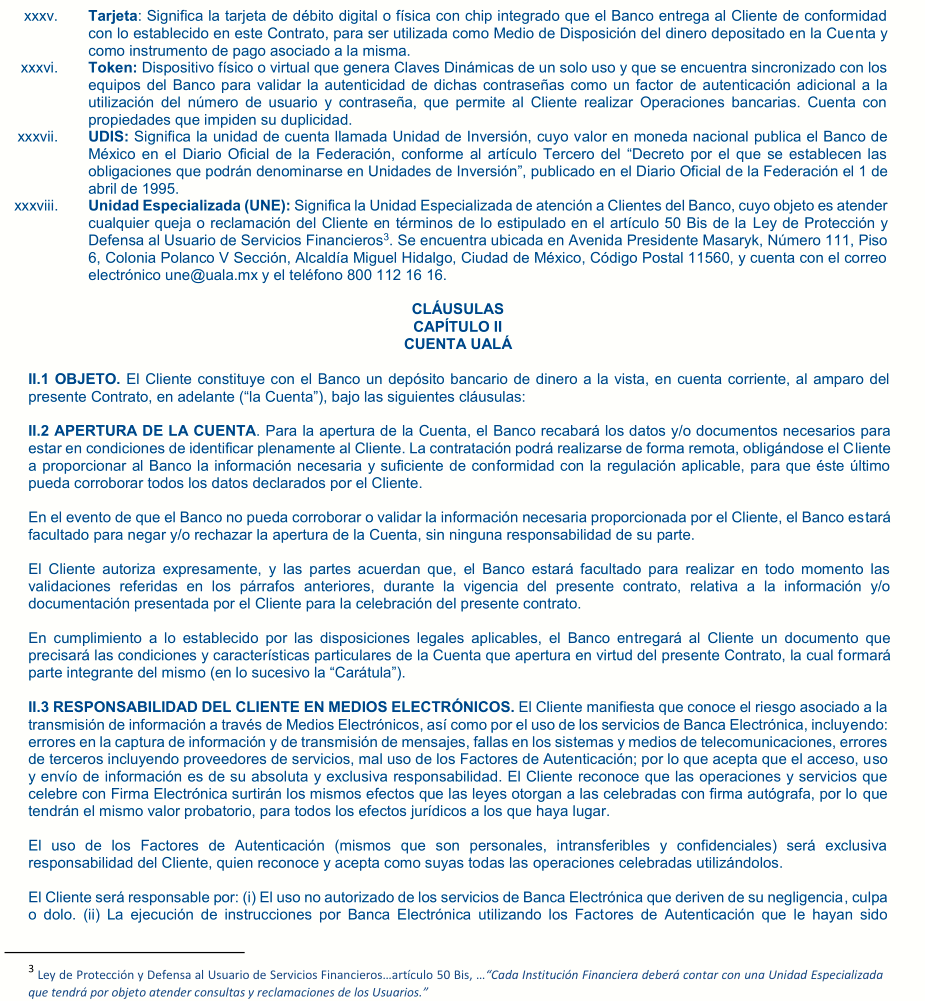 xxxv. Tarjeta: Significa la tarjeta de débito digital o física con chip integrado que el Banco entrega al Cliente de conformidad
con lo establecido en este Contrato, para ser utilizada como Medio de Disposición del dinero depositado en la Cuenta y
como instrumento de pago asociado a la misma.
xxxvi. Token: Dispositivo físico o virtual que genera Claves Dinámicas de un solo uso y que se encuentra sincronizado con los
equipos del Banco para validar la autenticidad de dichas contraseñas como un factor de autenticación adicional a la
utilización del número de usuario y contraseña, que permite al Cliente realizar Operaciones bancarias. Cuenta con
propiedades que impiden su duplicidad.
xxxvii. UDIS: Significa la unidad de cuenta llamada Unidad de Inversión, cuyo valor en moneda nacional publica el Banco de
México en el Diario Oficial de la Federación, conforme al artículo Tercero del “Decreto por el que se establecen las
obligaciones que podrán denominarse en Unidades de Inversión”, publicado en el Diario Oficial de la Federación el 1 de
abril de 1995.
xxxviii. Unidad Especializada (UNE): Significa la Unidad Especializada de atención a Clientes del Banco, cuyo objeto es atender
cualquier queja o reclamación del Cliente en términos de lo estipulado en el artículo 50 Bis de la Ley de Protección y
Defensa al Usuario de Servicios Financieros³. Se encuentra ubicada en Avenida Presidente Masaryk, Número 111, Piso
6, Colonia Polanco V Sección, Alcaldía Miguel Hidalgo, Ciudad de México, Código Postal 11560, y cuenta con el correo
electrónico une@uala.mx y el teléfono 800 112 16 16.
CLÁUSULAS
CAPÍTULO II
CUENTA UALÁ
II.1 OBJETO. El Cliente constituye con el Banco un depósito bancario de dinero a la vista, en cuenta corriente, al amparo del
presente Contrato, en adelante (“la Cuenta”), bajo las siguientes cláusulas:
II.2 APERTURA DE LA CUENTA. Para la apertura de la Cuenta, el Banco recabará los datos y/o documentos necesarios para
estar en condiciones de identificar plenamente al Cliente. La contratación podrá realizarse de forma remota, obligándose el Cliente
a proporcionar al Banco la información necesaria y suficiente de conformidad con la regulación aplicable, para que éste último
pueda corroborar todos los datos declarados por el Cliente.
En el evento de que el Banco no pueda corroborar o validar la información necesaria proporcionada por el Cliente, el Banco estará
facultado para negar y/o rechazar la apertura de la Cuenta, sin ninguna responsabilidad de su parte.
El Cliente autoriza expresamente, y las partes acuerdan que, el Banco estará facultado para realizar en todo momento las
validaciones referidas en los párrafos anteriores, durante la vigencia del presente contrato, relativa a la información y/o
documentación presentada por el Cliente para la celebración del presente contrato.
En cumplimiento a lo establecido por las disposiciones legales aplicables, el Banco entregará al Cliente un documento que
precisará las condiciones y características particulares de la Cuenta que apertura en virtud del presente Contrato, la cual formará
parte integrante del mismo (en lo sucesivo la “Carátula”).
II.3 RESPONSABILIDAD DEL CLIENTE EN MEDIOS ELECTRÓNICOS. El Cliente manifiesta que conoce el riesgo asociado a la
transmisión de información a través de Medios Electrónicos, así como por el uso de los servicios de Banca Electrónica, incluyendo:
errores en la captura de información y de transmisión de mensajes, fallas en los sistemas y medios de telecomunicaciones, errores
de terceros incluyendo proveedores de servicios, mal uso de los Factores de Autenticación; por lo que acepta que el acceso, uso
y envío de información es de su absoluta y exclusiva responsabilidad. El Cliente reconoce que las operaciones y servicios que
celebre con Firma Electrónica surtirán los mismos efectos que las leyes otorgan a las celebradas con firma autógrafa, por lo que
tendrán el mismo valor probatorio, para todos los efectos jurídicos a los que haya lugar.
El uso de los Factores de Autenticación (mismos que son personales, intransferibles y confidenciales) será exclusiva
responsabilidad del Cliente, quien reconoce y acepta como suyas todas las operaciones celebradas utilizándolos.
El Cliente será responsable por: (i) El uso no autorizado de los servicios de Banca Electrónica que deriven de su negligencia, culpa
o dolo. (ii) La ejecución de instrucciones por Banca Electrónica utilizando los Factores de Autenticación que le hayan sido
³ Ley de Protección y Defensa al Usuario de Servicios Financieros…artículo 50 Bis, …“Cada Institución Financiera deberá contar con una Unidad Especializada
que tendrá por objeto atender consultas y reclamaciones de los Usuarios.”